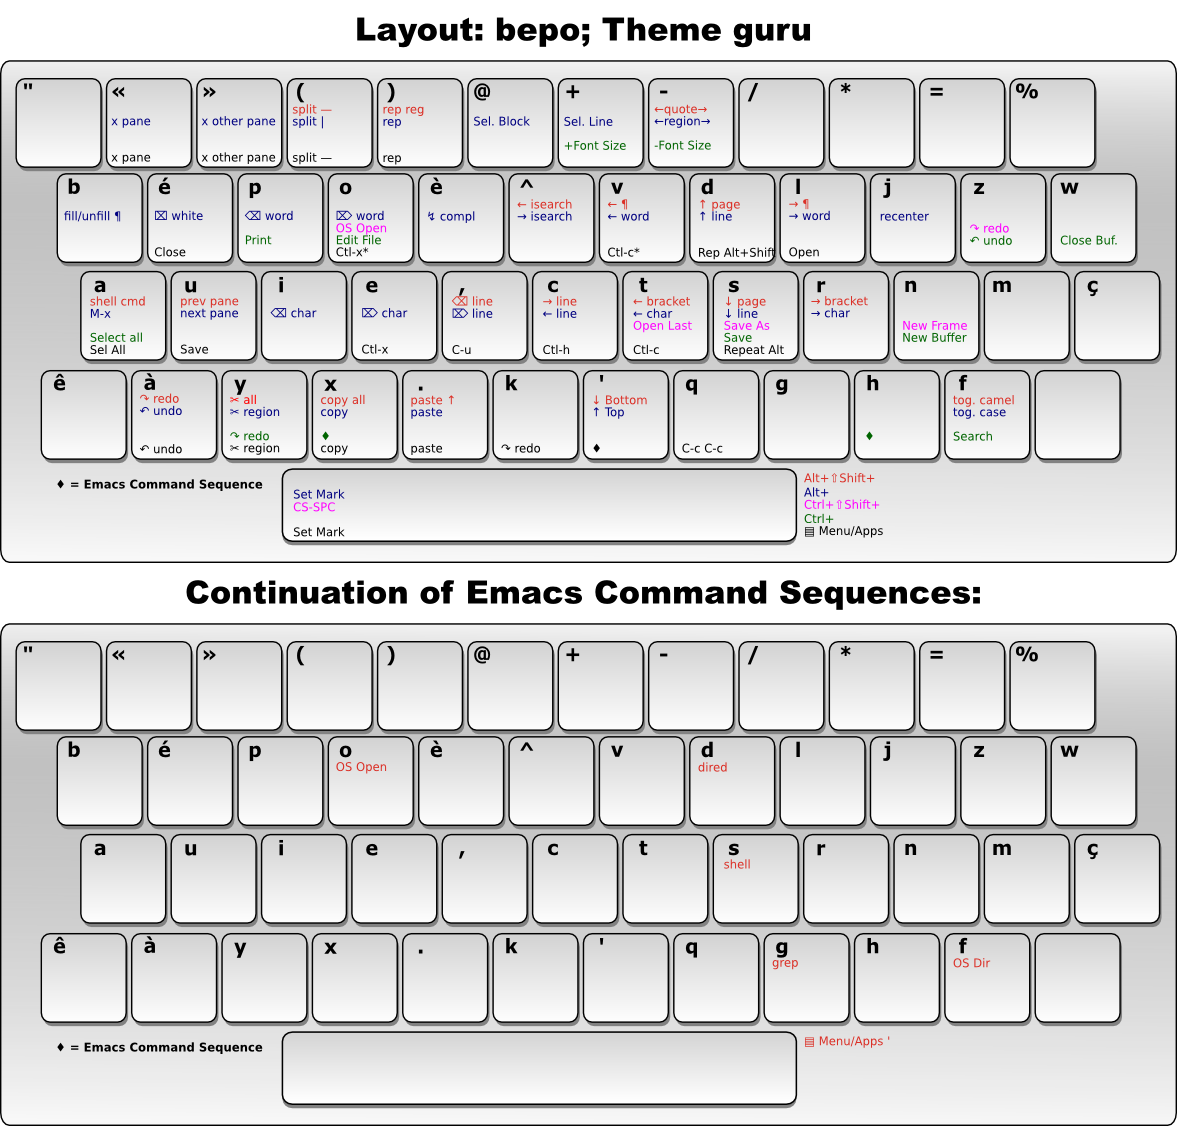 Layout: bepo; Theme guru
" « » ( ) @ + - / * = %
split — rep reg ←quote→
x pane x other pane split | rep Sel. Block Sel. Line ←region→
+Font Size -Font Size
x pane x other pane split — rep
b é p o è ^ v d l j z w
← isearch ← ¶ ↑ page → ¶
fill/unfill ¶ ⌧ white ⌫ word ⌦ word ↯ compl → isearch ← word ↑ line → word recenter
OS Open ↷ redo
Print Edit File ↶ undo Close Buf.
Close Ctl-x* Ctl-c* Rep Alt+Shift Open
a u i e , c t s r n m ç
shell cmd prev pane ⌫ line → line ← bracket ↓ page → bracket
M-x next pane ⌫ char ⌦ char ⌦ line ← line ← char ↓ line → char
Open Last Save As New Frame
Select all Save New Buffer
Sel All Save Ctl-x C-u Ctl-h Ctl-c Repeat Alt
ê à y x . k ' q g h f
↷ redo ✂ all copy all paste ↑ ↓ Bottom tog. camel
↶ undo ✂ region copy paste ↑ Top tog. case
↷ redo ♦ ♦ Search
↶ undo ✂ region copy paste ↷ redo ♦ C-c C-c
♦ = Emacs Command Sequence
Set Mark
CS-SPC
Set Mark
Alt+⇧Shift+
Alt+
Ctrl+⇧Shift+
Ctrl+
▤ Menu/Apps
Continuation of Emacs Command Sequences:
" « » ( ) @ + - / * = %
b é p o è ^ v d l j z w
OS Open dired
a u i e , c t s r n m ç
shell
ê à y x . k ' q g h f
grep OS Dir
♦ = Emacs Command Sequence
▤ Menu/Apps '